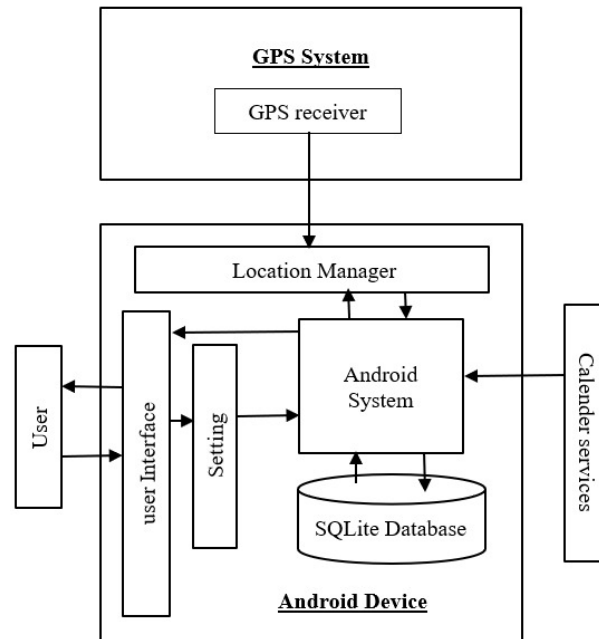 GPS System
GPS receiver
Location Manager
User
user Interface
Setting
Android
System
Calender services
SQLite Database
Android Device